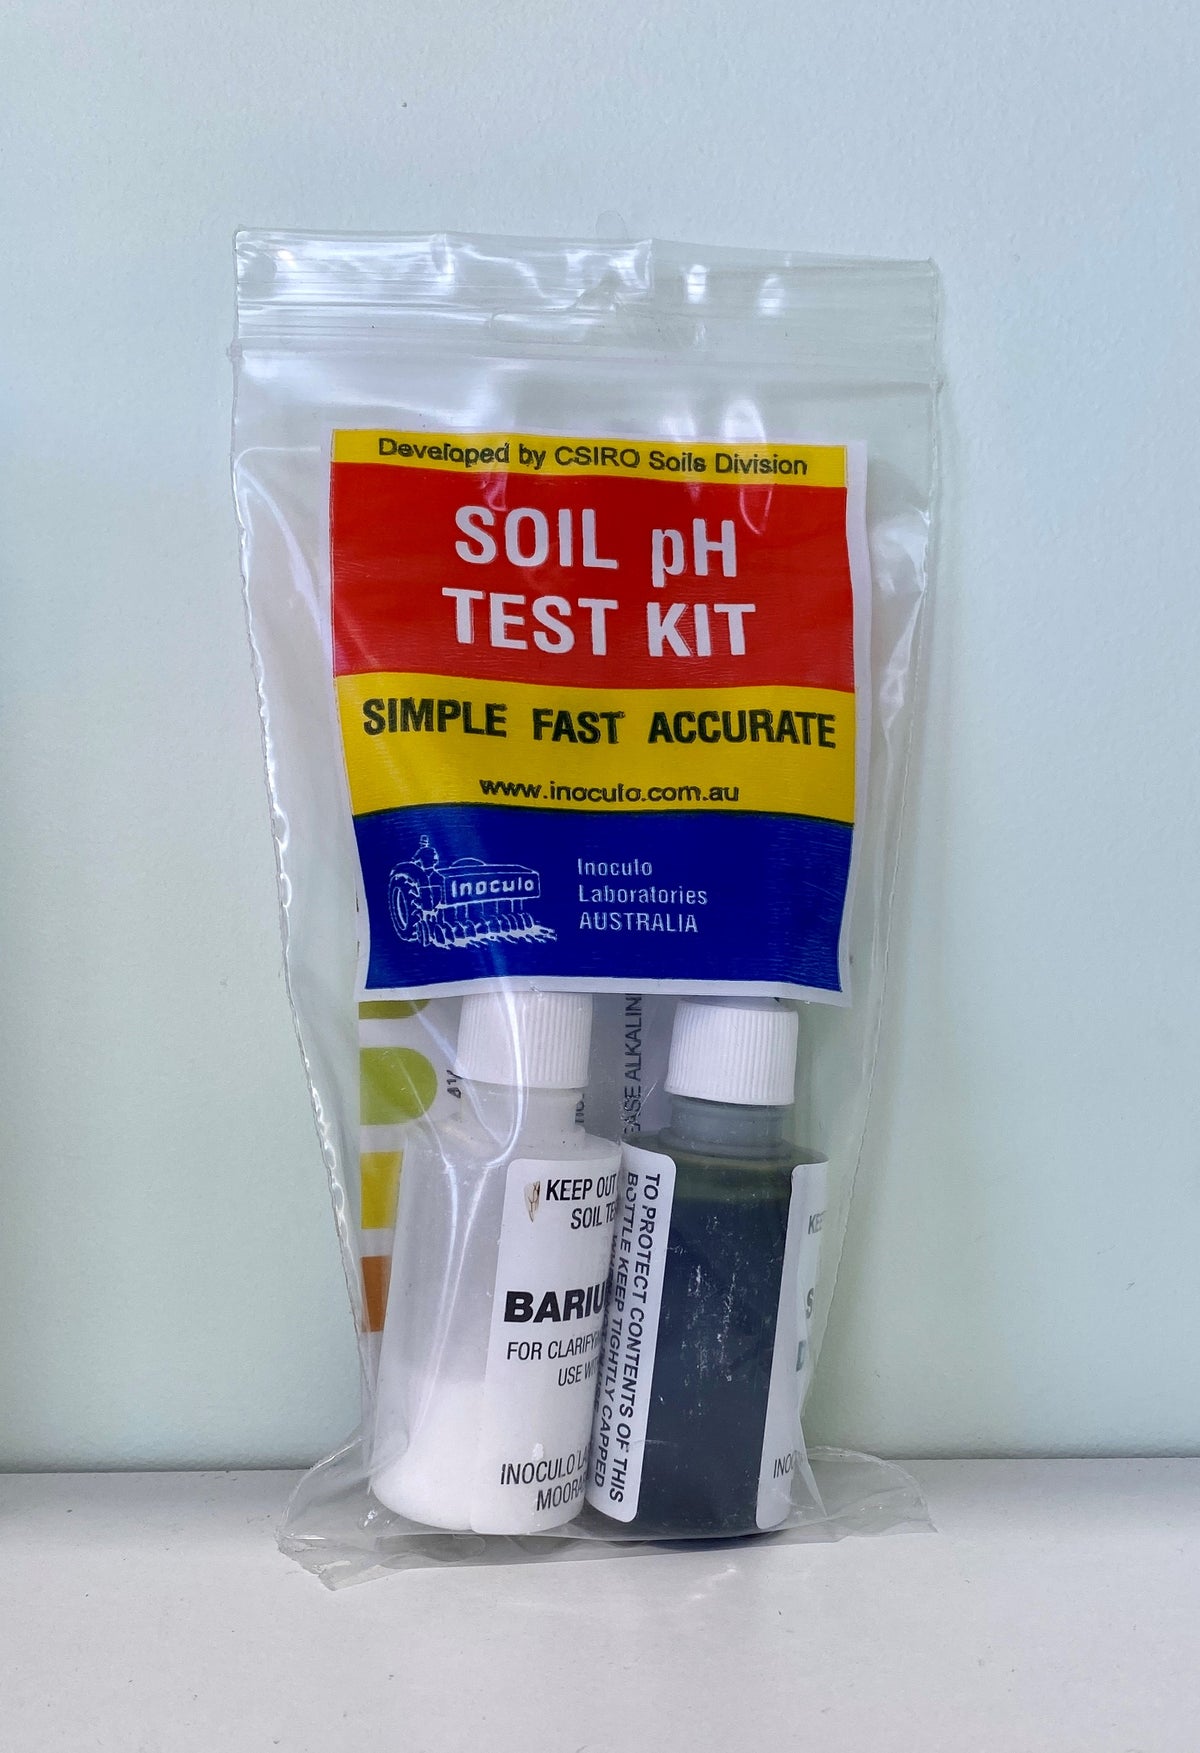 Developed by CSIRO Soils Division
SOIL pH
TEST KIT
SIMPLE FAST ACCURATE
www.inoculo.com.au
Inoculo
Inoculo
Laboratories
AUSTRALIA
KEEP OUT
SOIL
BARIU
FOR CLARIFY
USE
INOCULO LA
MOORA
TO PROTECT CONTENTS OF THIS
BOTTLE KEEP TIGHTLY CAPPED
ALKALIN